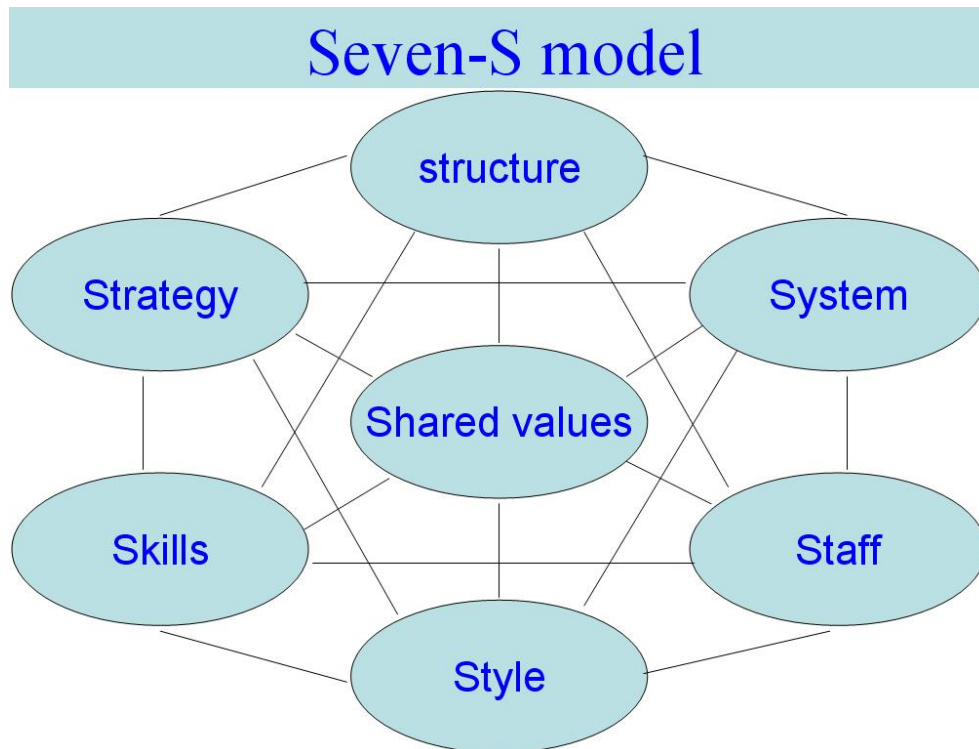 Seven-S model
structure
Strategy
System
Shared values
Skills
Staff
Style